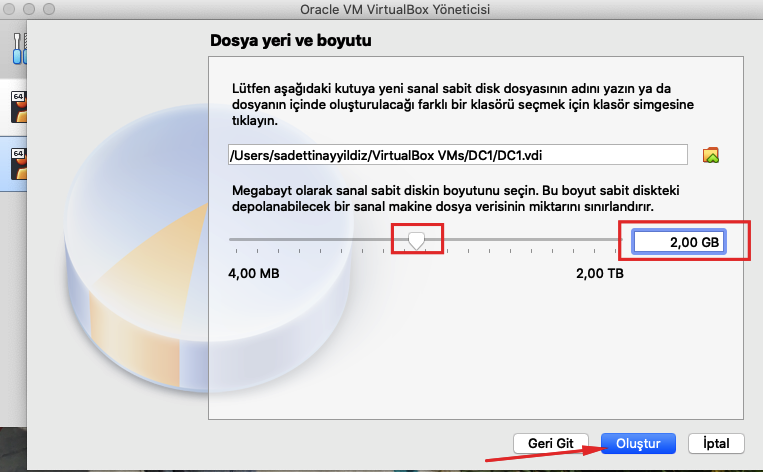 Oracle VM VirtualBox Yöneticisi
Dosya yeri ve boyutu
64
64
Lütfen aşağıdaki kutuya yeni sanal sabit disk dosyasının adını yazın ya da
dosyanın içinde oluşturulacağı farklı bir klasörü seçmek için klasör simgesine
tıklayın.
/Users/sadettinayyildiz/VirtualBox VMs/DC1/DC1.vdi
Megabayt olarak sanal sabit diskin boyutunu seçin. Bu boyut sabit diskteki
depolanabilecek bir sanal makine dosya verisinin miktarını sınırlandırır.
2,00 GB
4,00 MB
2,00 TB
Geri Git
Oluştur
İptal